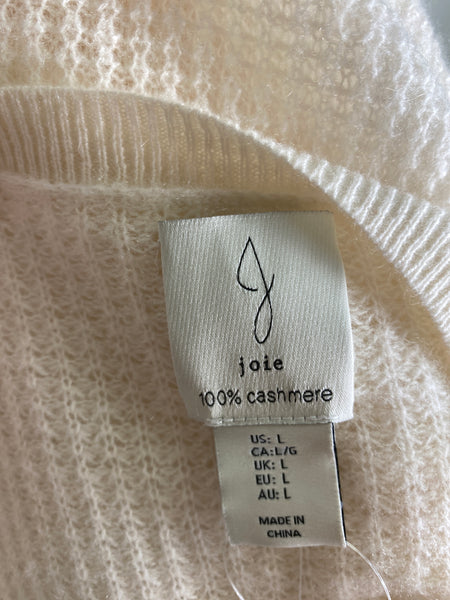 joie
100% cashmere
US: L
CA: L/G
UK: L
EU: L
AU: L
MADE IN
CHINA